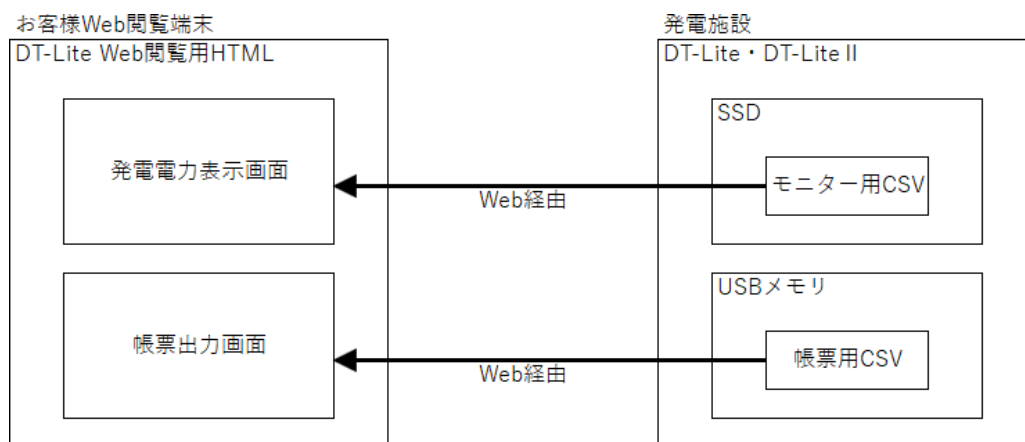 お客様Web閲覧端末
DT-Lite Web閲覧用HTML
発電電力表示画面
帳票出力画面
Web経由
Web経由
発電施設
DT-Lite・DT-LiteⅡ
SSD
モニター用CSV
USBメモリ
帳票用CSV